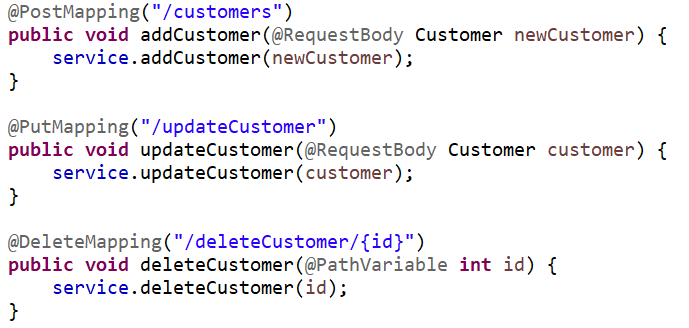 @PostMapping("/customers")
public void addCustomer(@RequestBody Customer newCustomer) {
    service.addCustomer(newCustomer);
}

@PutMapping("/updateCustomer")
public void updateCustomer(@RequestBody Customer customer) {
    service.updateCustomer(customer);
}

@DeleteMapping("/deleteCustomer/{id}")
public void deleteCustomer(@PathVariable int id) {
    service.deleteCustomer(id);
}